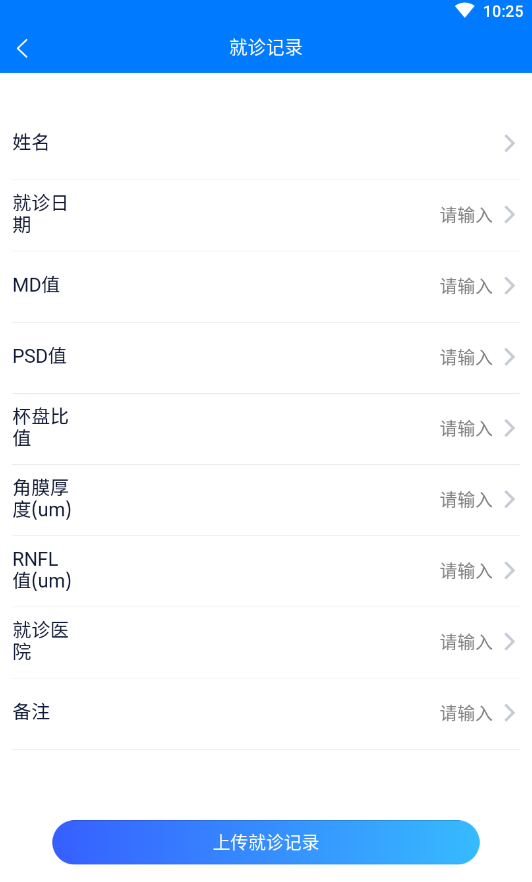 10:25
就诊记录
姓名
就诊日
期
请输入
MD值
请输入
PSD值
请输入
杯盘比
值
请输入
角膜厚
度(um)
请输入
RNFL
值(um)
请输入
就诊医
院
请输入
备注
请输入
上传就诊记录